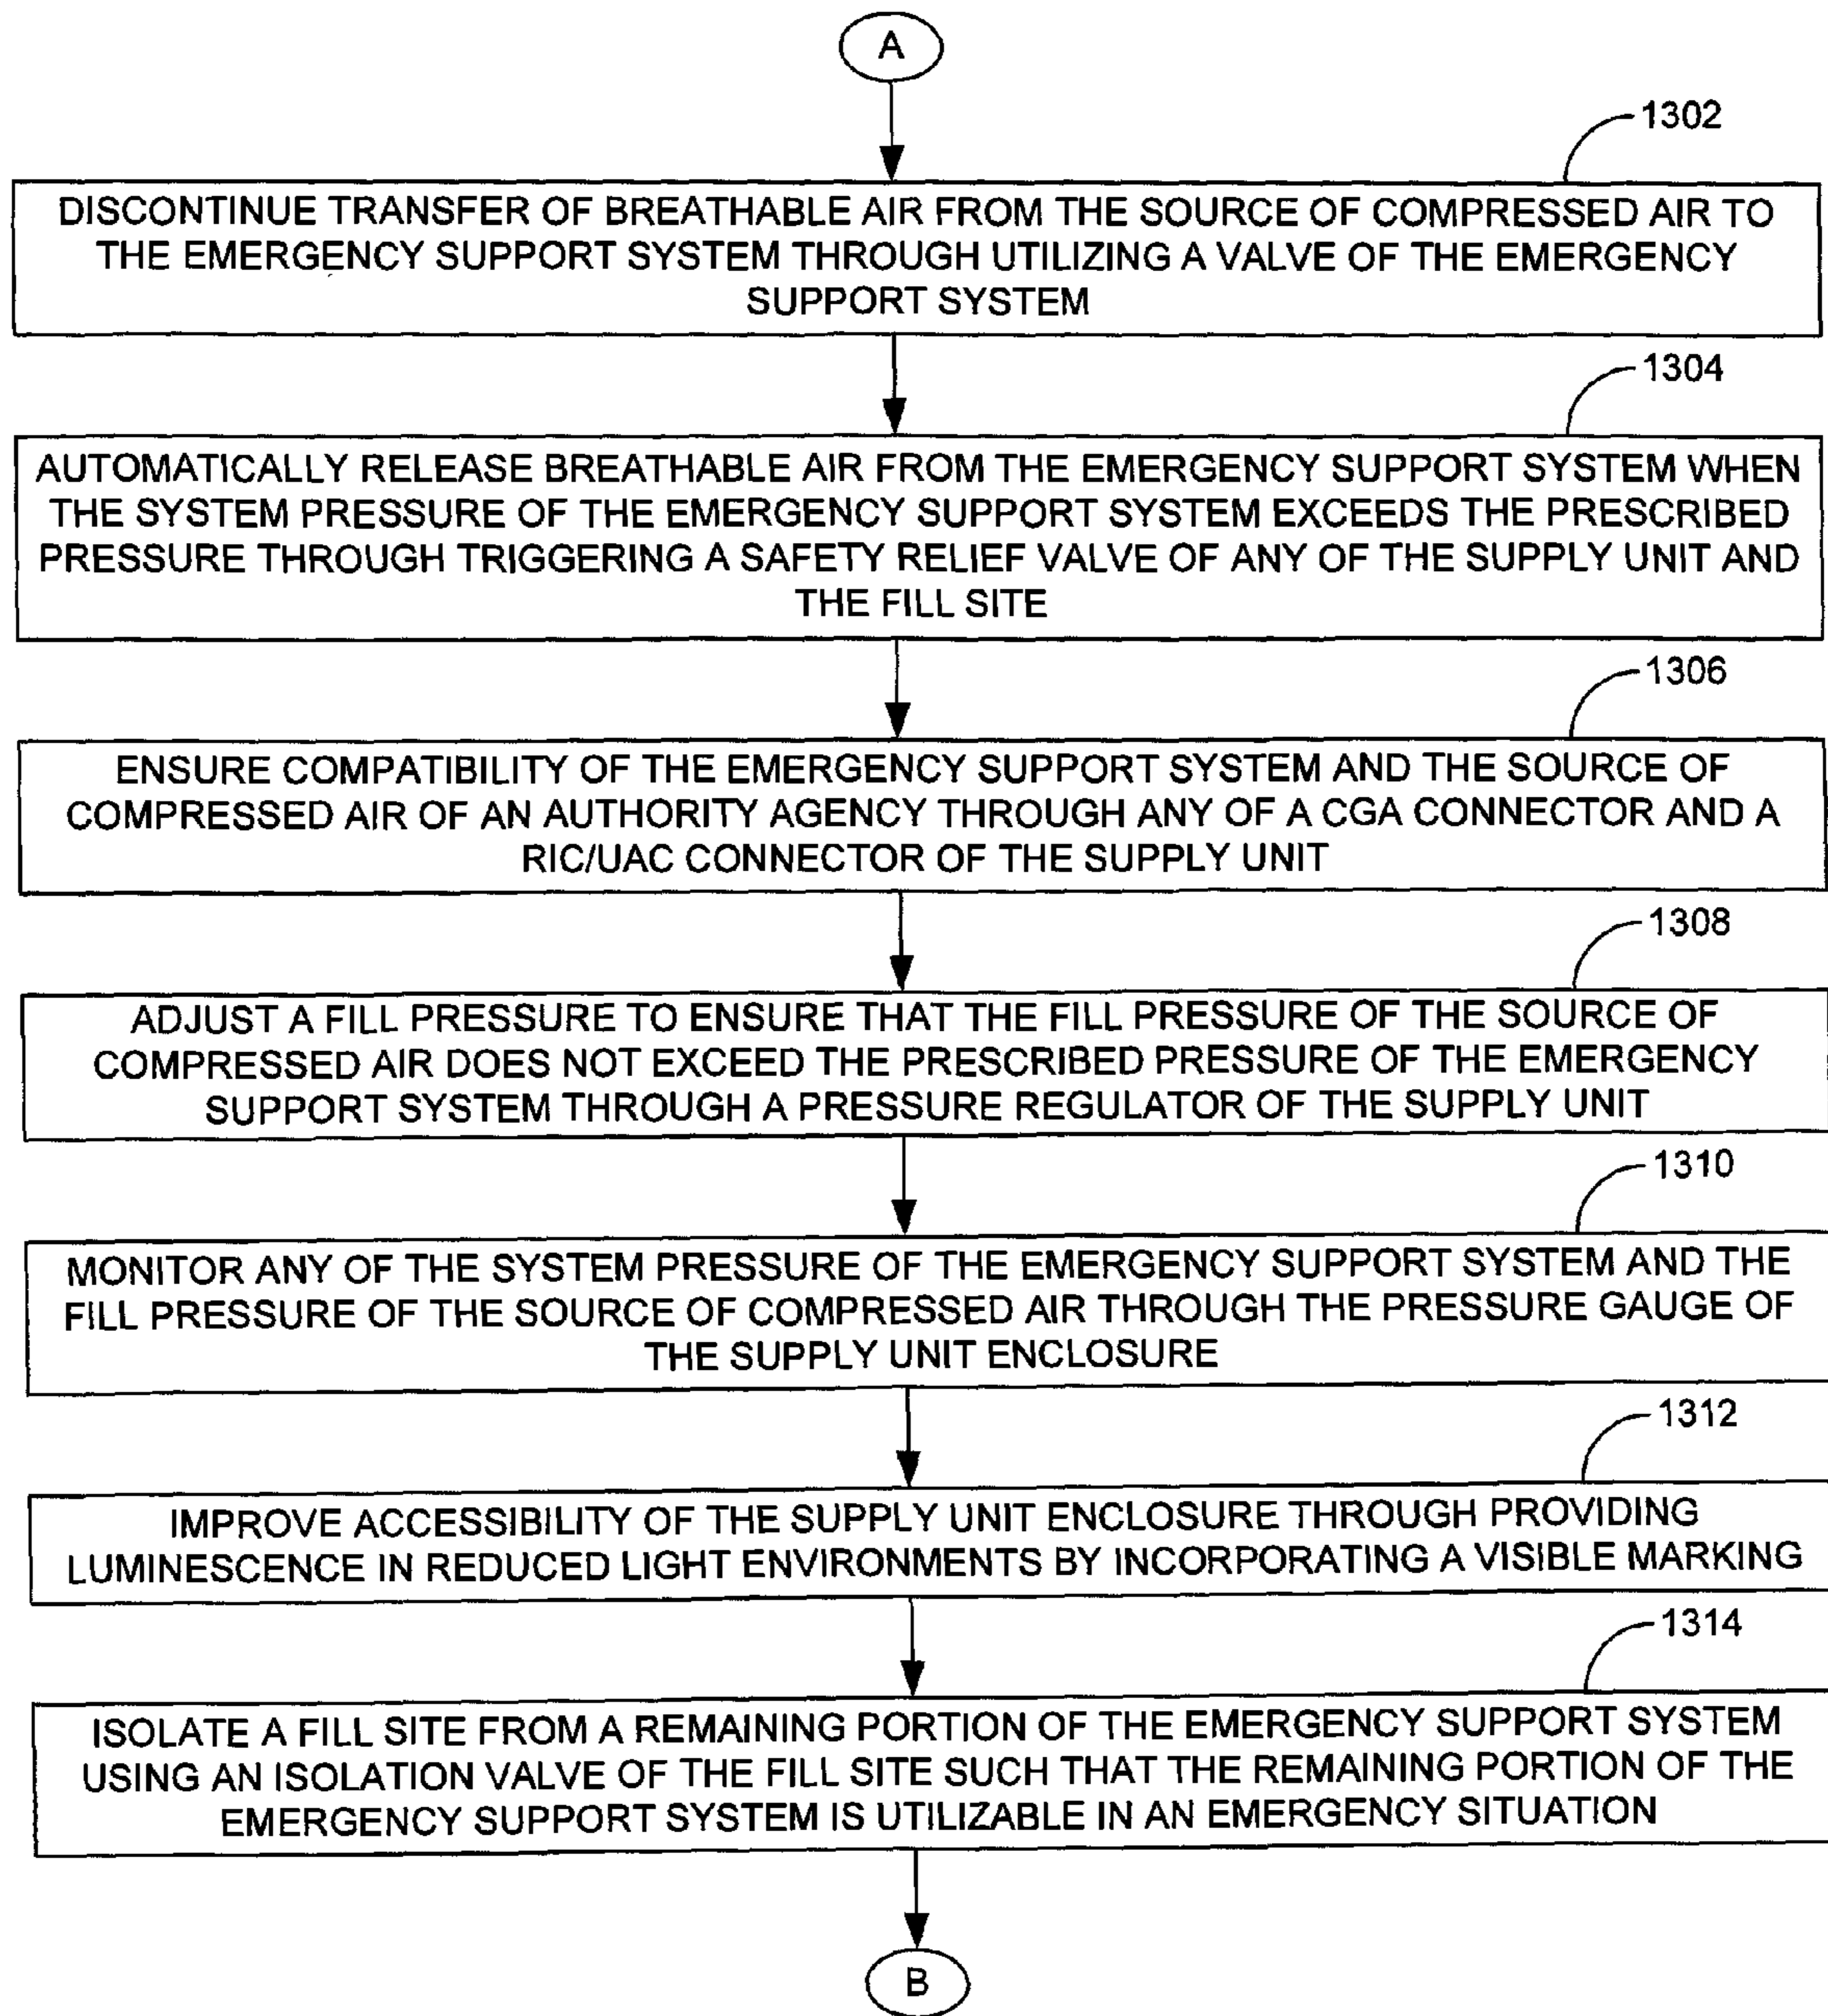 A
1302
DISCONTINUE TRANSFER OF BREATHABLE AIR FROM THE SOURCE OF COMPRESSED AIR TO
THE EMERGENCY SUPPORT SYSTEM THROUGH UTILIZING A VALVE OF THE EMERGENCY
SUPPORT SYSTEM
1304
AUTOMATICALLY RELEASE BREATHABLE AIR FROM THE EMERGENCY SUPPORT SYSTEM WHEN
THE SYSTEM PRESSURE OF THE EMERGENCY SUPPORT SYSTEM EXCEEDS THE PRESCRIBED
PRESSURE THROUGH TRIGGERING A SAFETY RELIEF VALVE OF ANY OF THE SUPPLY UNIT AND
THE FILL SITE
1306
ENSURE COMPATIBILITY OF THE EMERGENCY SUPPORT SYSTEM AND THE SOURCE OF
COMPRESSED AIR OF AN AUTHORITY AGENCY THROUGH ANY OF A CGA CONNECTOR AND A
RIC/UAC CONNECTOR OF THE SUPPLY UNIT
1308
ADJUST A FILL PRESSURE TO ENSURE THAT THE FILL PRESSURE OF THE SOURCE OF
COMPRESSED AIR DOES NOT EXCEED THE PRESCRIBED PRESSURE OF THE EMERGENCY
SUPPORT SYSTEM THROUGH A PRESSURE REGULATOR OF THE SUPPLY UNIT
1310
MONITOR ANY OF THE SYSTEM PRESSURE OF THE EMERGENCY SUPPORT SYSTEM AND THE
FILL PRESSURE OF THE SOURCE OF COMPRESSED AIR THROUGH THE PRESSURE GAUGE OF
THE SUPPLY UNIT ENCLOSURE
1312
IMPROVE ACCESSIBILITY OF THE SUPPLY UNIT ENCLOSURE THROUGH PROVIDING
LUMINESCENCE IN REDUCED LIGHT ENVIRONMENTS BY INCORPORATING A VISIBLE MARKING
1314
ISOLATE A FILL SITE FROM A REMAINING PORTION OF THE EMERGENCY SUPPORT SYSTEM
USING AN ISOLATION VALVE OF THE FILL SITE SUCH THAT THE REMAINING PORTION OF THE
EMERGENCY SUPPORT SYSTEM IS UTILIZABLE IN AN EMERGENCY SITUATION
B